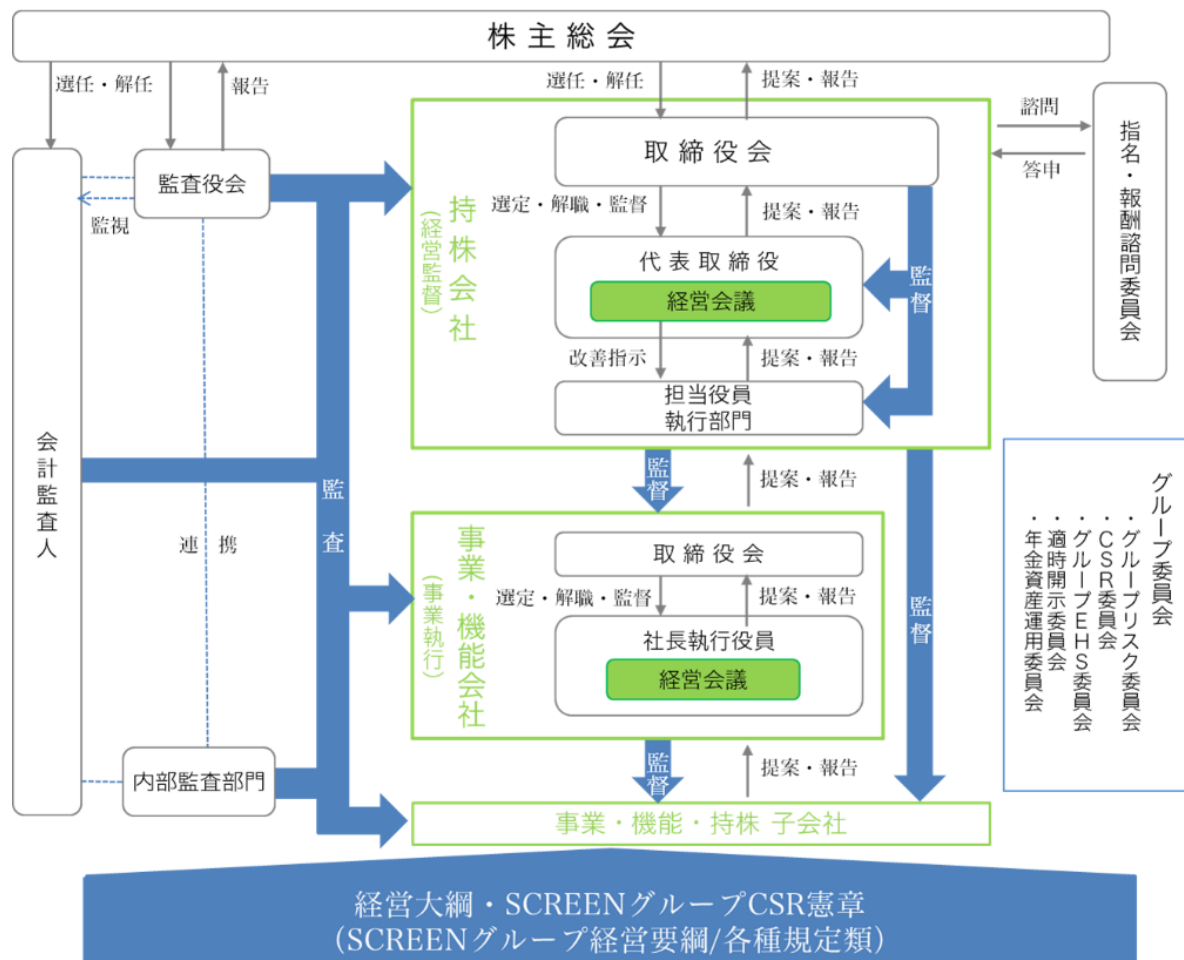 株主総会
選任・解任
報告
選任・解任
提案・報告
監査役会
監視
会計監査人
連携
内部監査部門
監査
持株会社
(経営監督)
取締役会
選定・解職・監督
提案・報告
代表取締役
経営会議
改善指示
提案・報告
担当役員
執行部門
監督
諮問
答申
指名・報酬諮問委員会
監督
提案・報告
事業・機能会社
(事業執行)
取締役会
選定・解職・監督
提案・報告
社長執行役員
経営会議
監督
監督
提案・報告
事業・機能・持株 子会社
グループ委員会
・グループリスク委員会
・CSR委員会
・グループEHS委員会
・適時開示委員会
・年金資産運用委員会
経営大綱・SCREENグループCSR憲章
(SCREENグループ経営要綱/各種規定類)